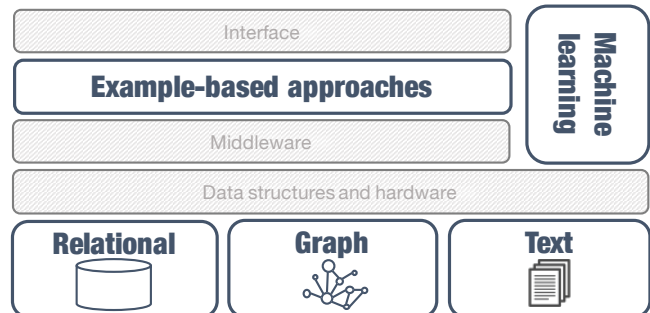 Interface
Example-based approaches
Middleware
Machine
learning
Data structures and hardware
Relational
Graph
Text